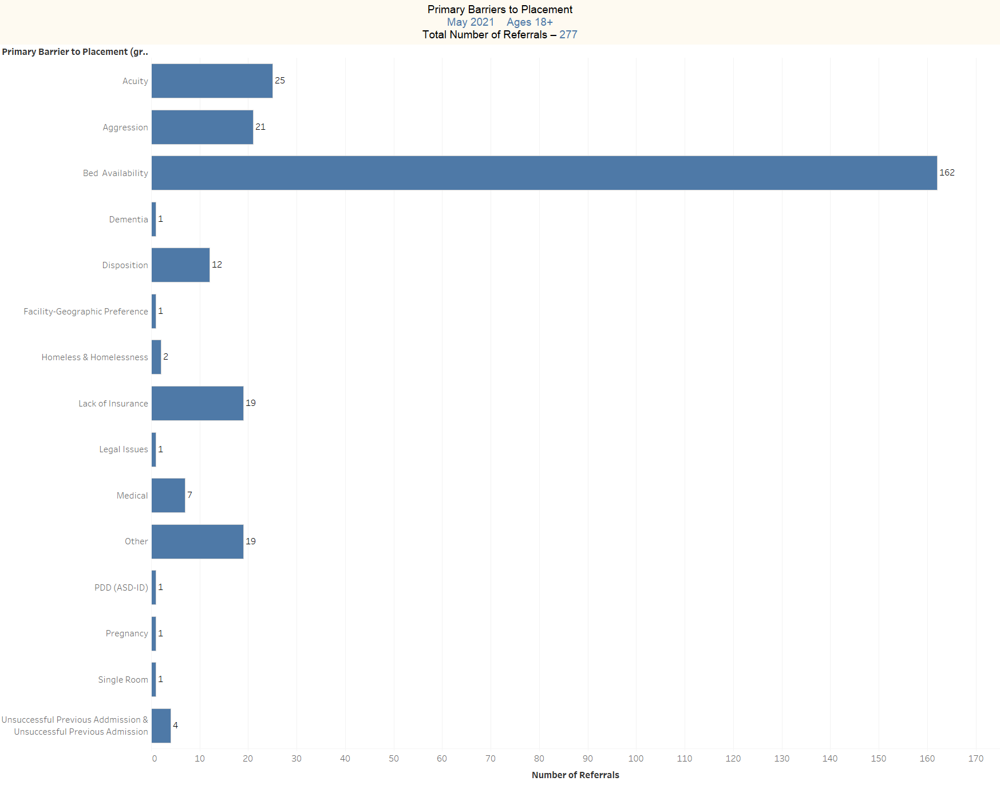 Primary Barriers to Placement
May 2021    Ages 18+
Total Number of Referrals – 277
Primary Barrier to Placement (gr..
Acuity 25
Aggression 21
Bed  Availability 162
Dementia 1
Disposition 12
Facility-Geographic Preference 1
Homeless & Homelessness 2
Lack of Insurance 19
Legal Issues 1
Medical 7
Other 19
PDD (ASD-ID) 1
Pregnancy 1
Single Room 1
Unsuccessful Previous Addmission &
Unsuccessful Previous Admission 4
0 10 20 30 40 50 60 70 80 90 100 110 120 130 140 150 160 170
Number of Referrals